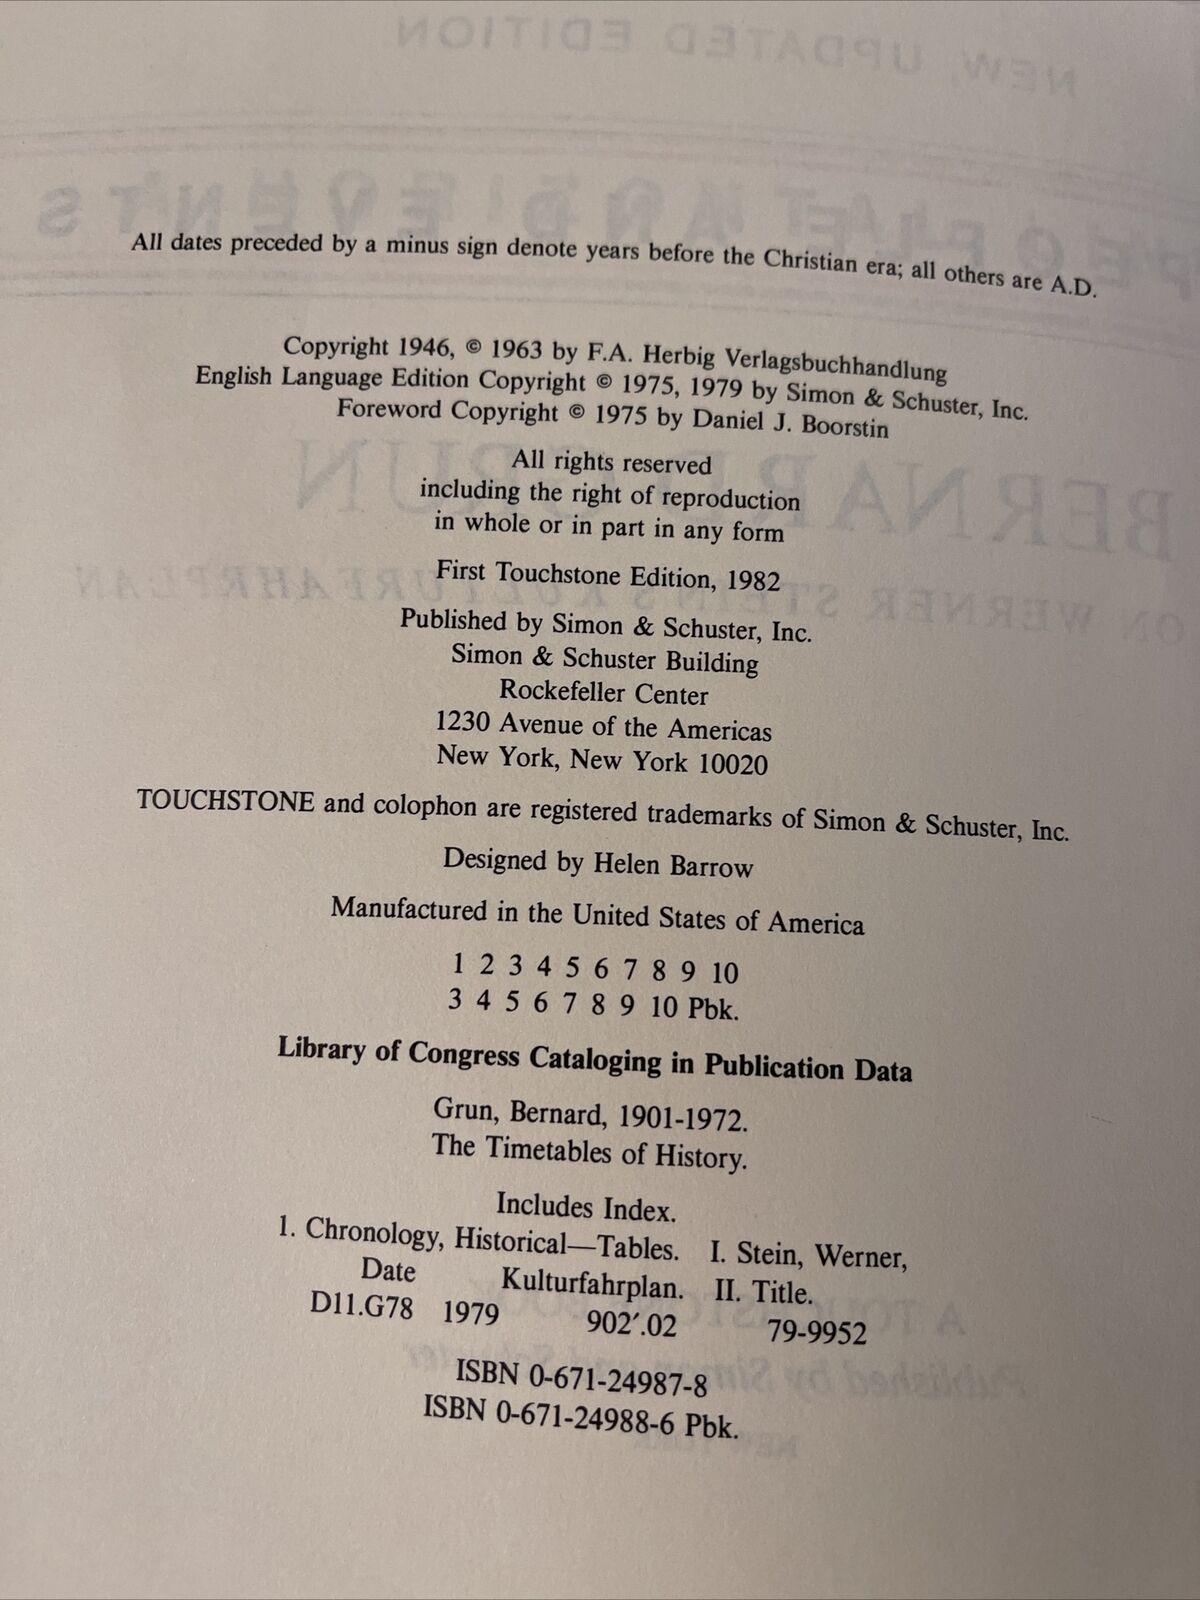 All dates preceded by a minus sign denote years before the Christian era; all others are A.D.
Copyright 1946, © 1963 by F.A. Herbig Verlagsbuchhandlung
English Language Edition Copyright © 1975, 1979 by Simon & Schuster, Inc.
Foreword Copyright © 1975 by Daniel J. Boorstin
All rights reserved
including the right of reproduction
in whole or in part in any form
First Touchstone Edition, 1982
Published by Simon & Schuster, Inc.
Simon & Schuster Building
Rockefeller Center
1230 Avenue of the Americas
New York, New York 10020
TOUCHSTONE and colophon are registered trademarks of Simon & Schuster, Inc.
Designed by Helen Barrow
Manufactured in the United States of America
1 2 3 4 5 6 7 8 9 10
3 4 5 6 7 8 9 10 Pbk.
Library of Congress Cataloging in Publication Data
Grun, Bernard, 1901-1972.
The Timetables of History.
Includes Index.
1. Chronology, Historical—Tables. I. Stein, Werner,
Date Kulturfahrplan. II. Title.
D11.G78 1979 902′.02 79-9952
ISBN 0-671-24987-8
ISBN 0-671-24988-6 Pbk.